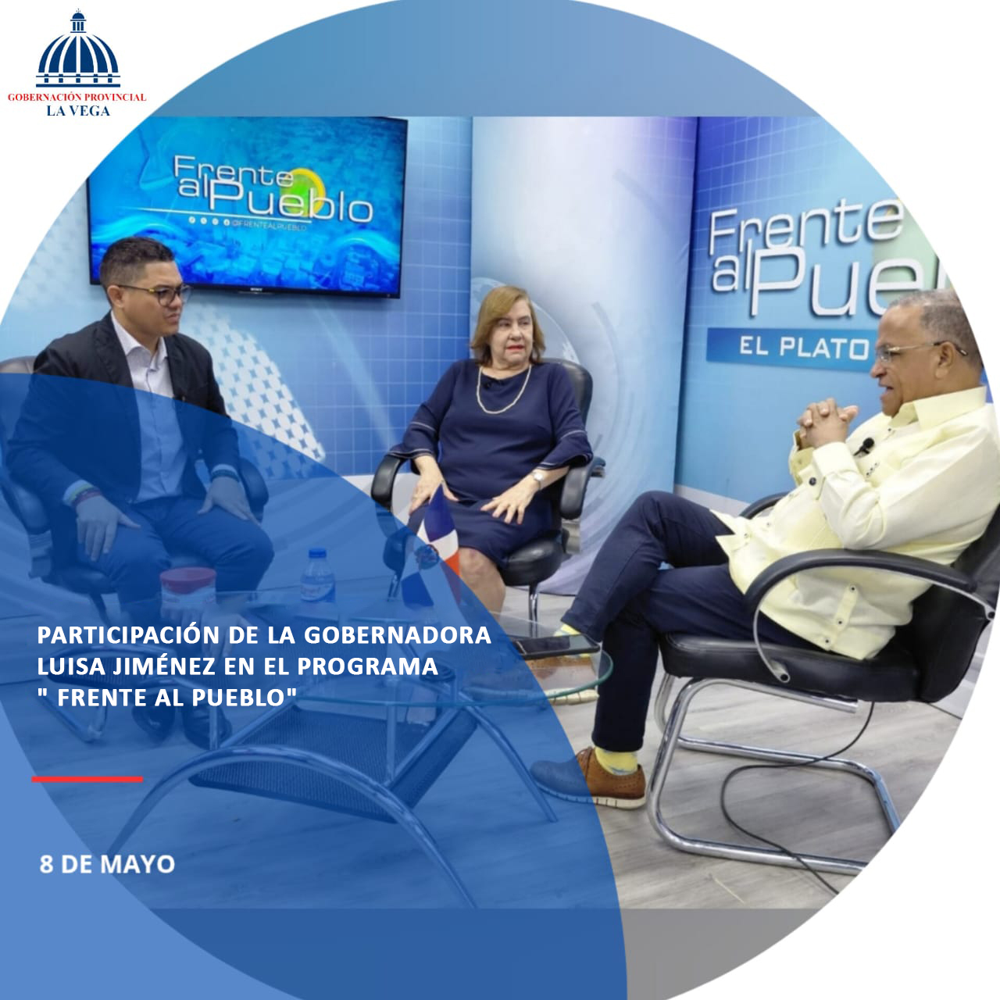 GOBERNACIÓN PROVINCIAL
LA VEGA
Frente
al Pueblo
@FRENTEALPUEBLO
SONY
Frente
al Pue
EL PLATO
PARTICIPACIÓN DE LA GOBERNADORA
LUISA JIMÉNEZ EN EL PROGRAMA
" FRENTE AL PUEBLO"
8 DE MAYO